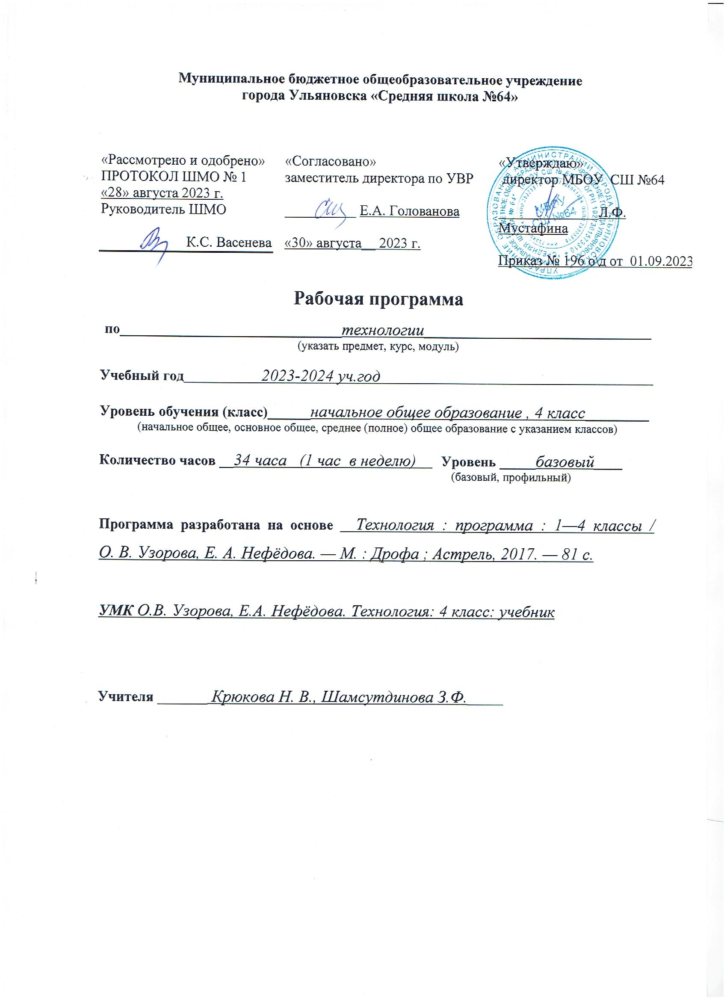 Муниципальное бюджетное общеобразовательное учреждение
города Ульяновска «Средняя школа №64»
«Рассмотрено и одобрено»
ПРОТОКОЛ ШМО № 1
«28» августа 2023 г.
Руководитель ШМО
К.С. Васенева
«Согласовано»
заместитель директора по УВР
Е.А. Голованова
«30» августа__ 2023 г.
«Утверждаю»
директор МБОУ СШ №64
Л.Ф.
Мустафина
Приказ № 196 о\д от 01.09.2023
МБОУ
СШ №64
Рабочая программа
по технологии
(указать предмет, курс, модуль)
Учебный год 2023-2024 уч.год
Уровень обучения (класс) начальное общее образование , 4 класс
(начальное общее, основное общее, среднее (полное) общее образование с указанием классов)
Количество часов 34 часа (1 час в неделю) Уровень базовый
(базовый, профильный)
Программа разработана на основе Технология : программа : 1—4 классы /
О. В. Узорова, Е. А. Нефёдова. — М. : Дрофа ; Астрель, 2017. — 81 с.
УМК О.В. Узорова, Е.А. Нефёдова. Технология: 4 класс: учебник
Учителя Крюкова Н. В., Шамсутдинова З.Ф.